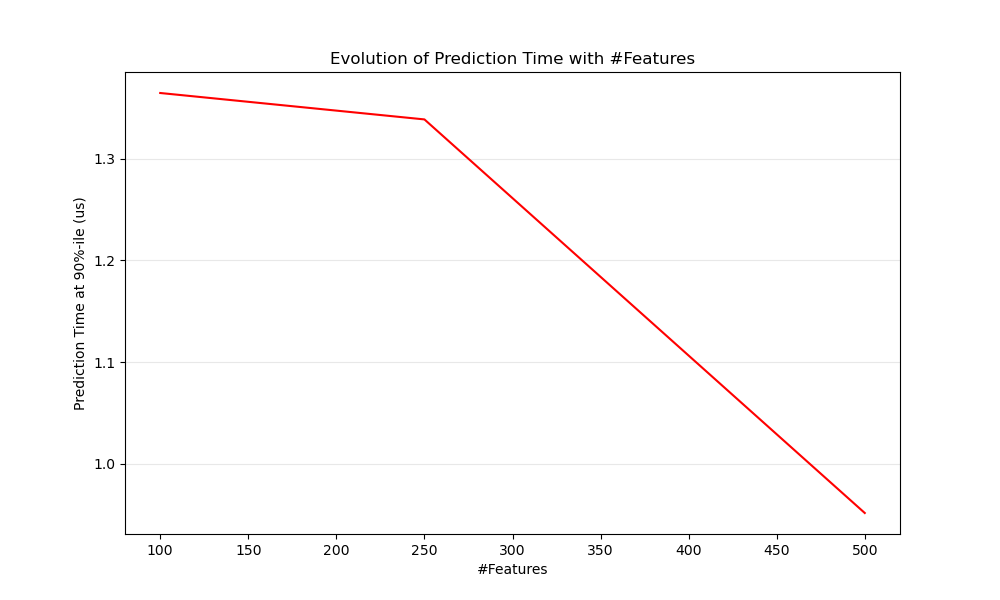 Evolution of Prediction Time with #Features
Prediction Time at 90%-ile (us)
1.3
1.2
1.1
1.0
100 150 200 250 300 350 400 450 500
#Features